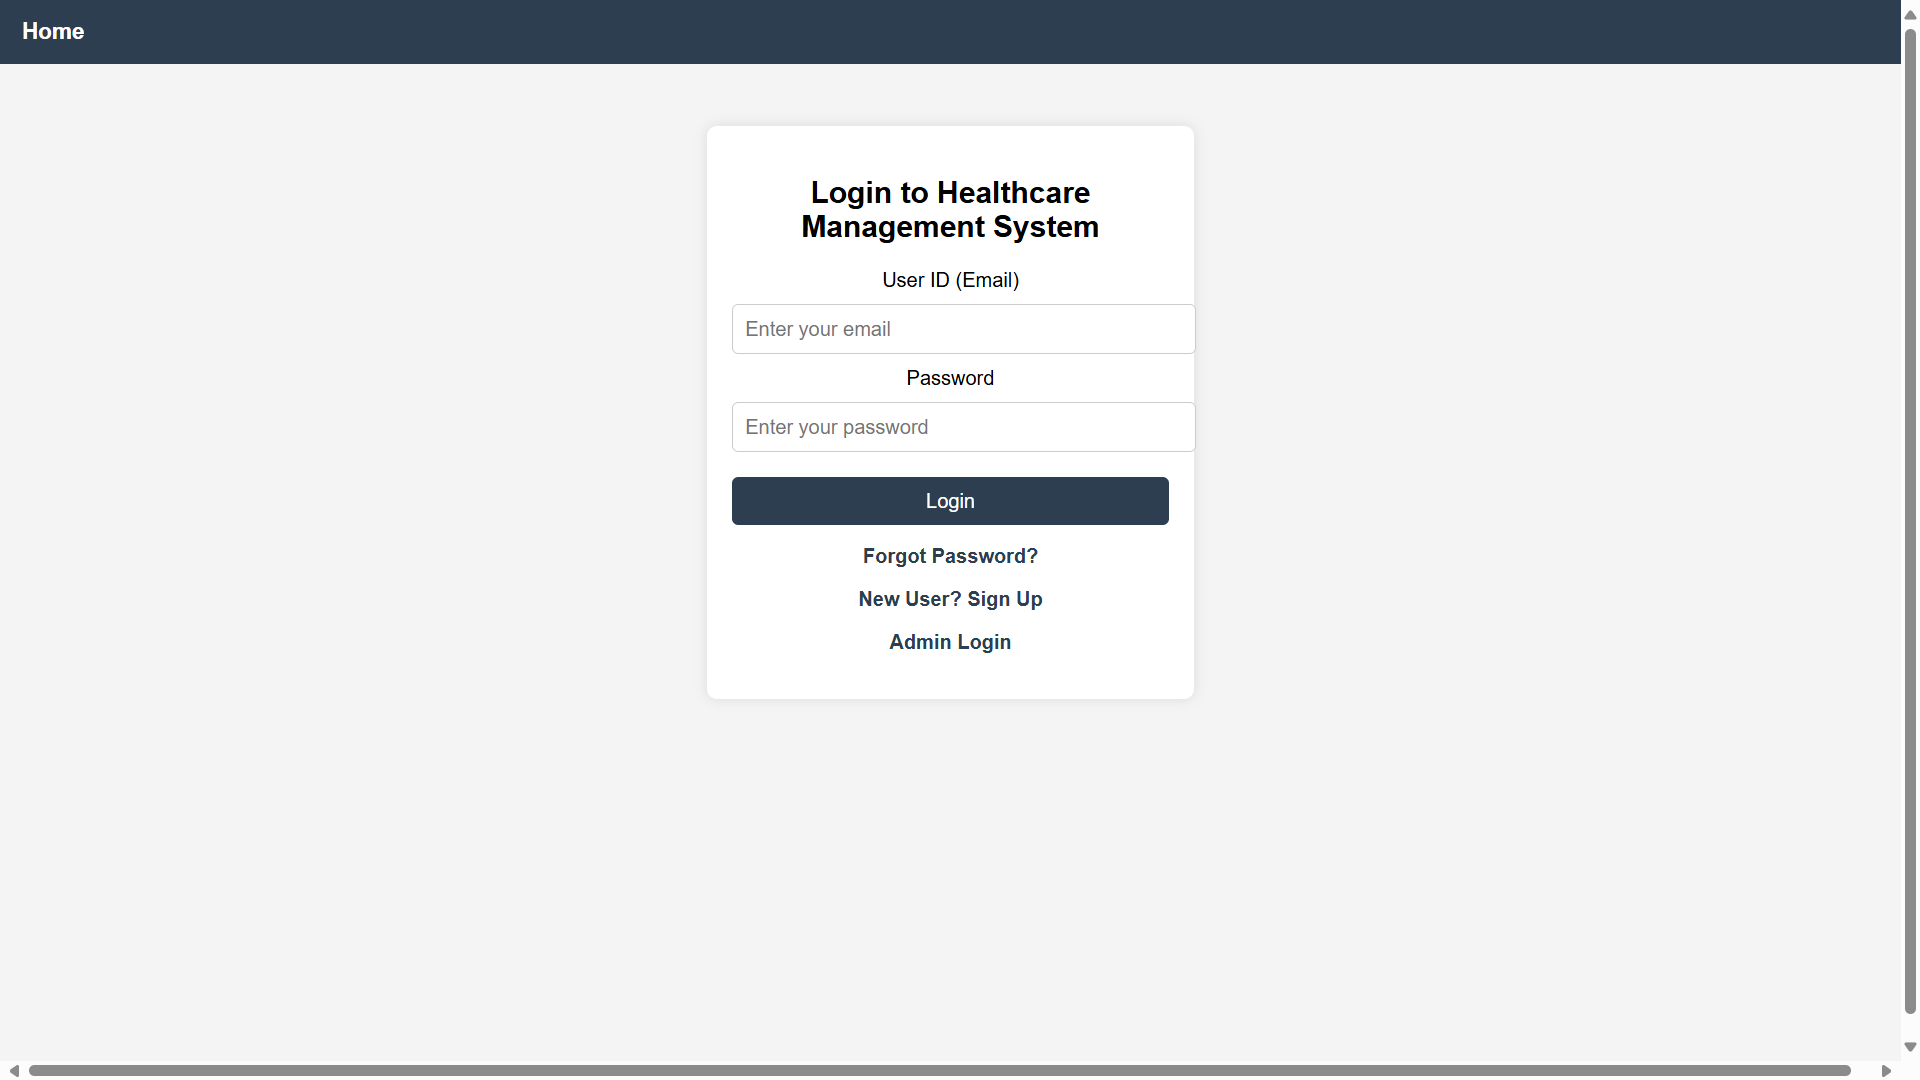 Home
Login to Healthcare
Management System
User ID (Email)
Enter your email
Password
Enter your password
Login
Forgot Password?
New User? Sign Up
Admin Login